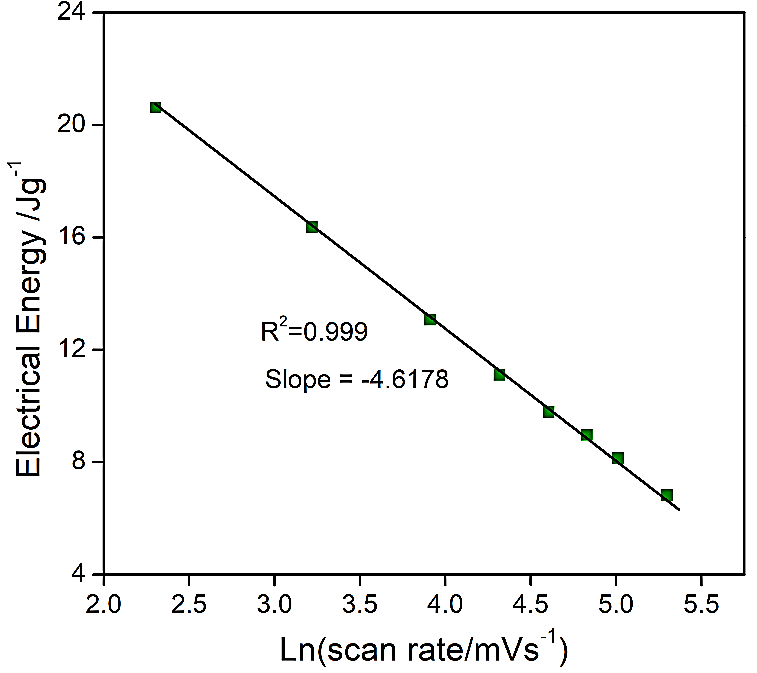 24
20
16
12
8
4
Electrical Energy /Jg⁻¹
R²=0.999
Slope = -4.6178
2.0 2.5 3.0 3.5 4.0 4.5 5.0 5.5
Ln(scan rate/mVs⁻¹)